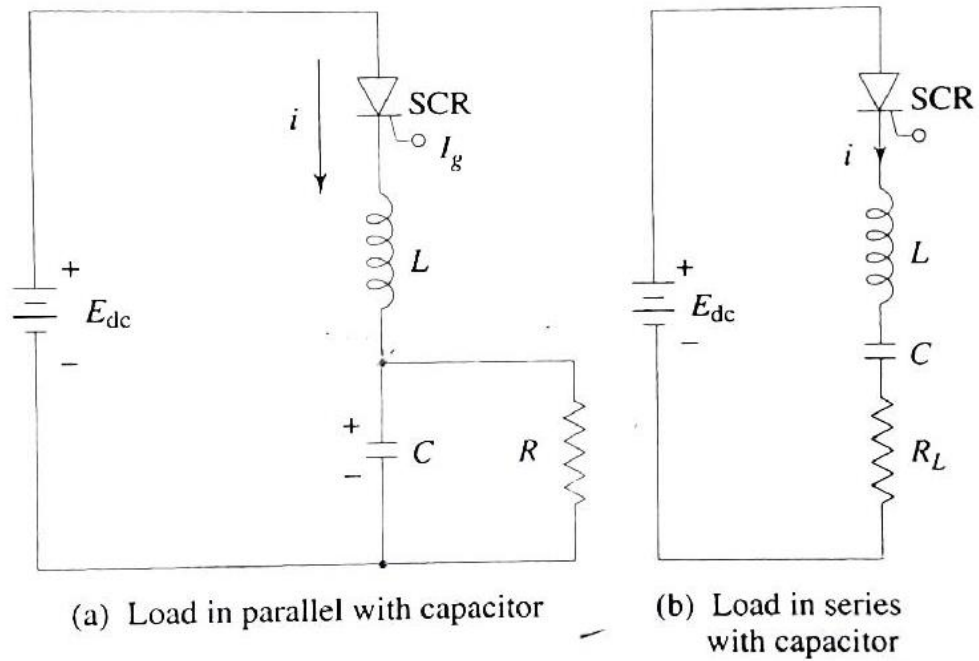 SCR
i
I_g
L
+
E_dc
−
+
C
−
R
(a) Load in parallel with capacitor
SCR
i
L
+
E_dc
−
C
R_L
(b) Load in series
with capacitor